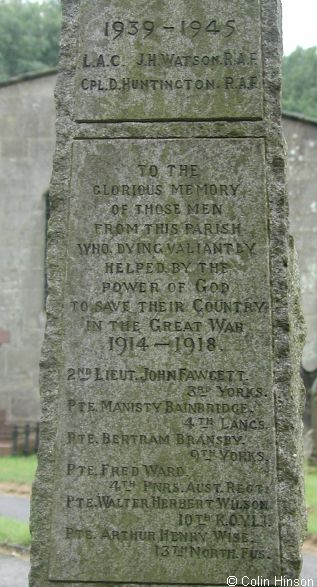 1939-1945
L.A.C. J.H. WATSON. R.A.F.
CPL. D. HUNTINGTON. R.A.F.
TO THE
GLORIOUS MEMORY
OF THOSE MEN
FROM THIS PARISH
WHO, DYING VALIANTLY
HELPED BY THE
POWER OF GOD
TO SAVE THEIR COUNTRY
IN THE GREAT WAR
1914-1918.
2ND LIEUT. JOHN FAWCETT.
3RD YORKS.
PTE. MANISTY BAINBRIDGE.
4TH LANCS.
PTE. BERTRAM BRANSBY.
9TH YORKS.
PTE. FRED WARD.
4TH PNRS. AUST. REGT.
PTE. WALTER HERBERT WILSON.
10TH K.O.Y.L.I.
PTE. ARTHUR HENRY WISE.
13TH NORTH. FUS.
© Colin Hinson